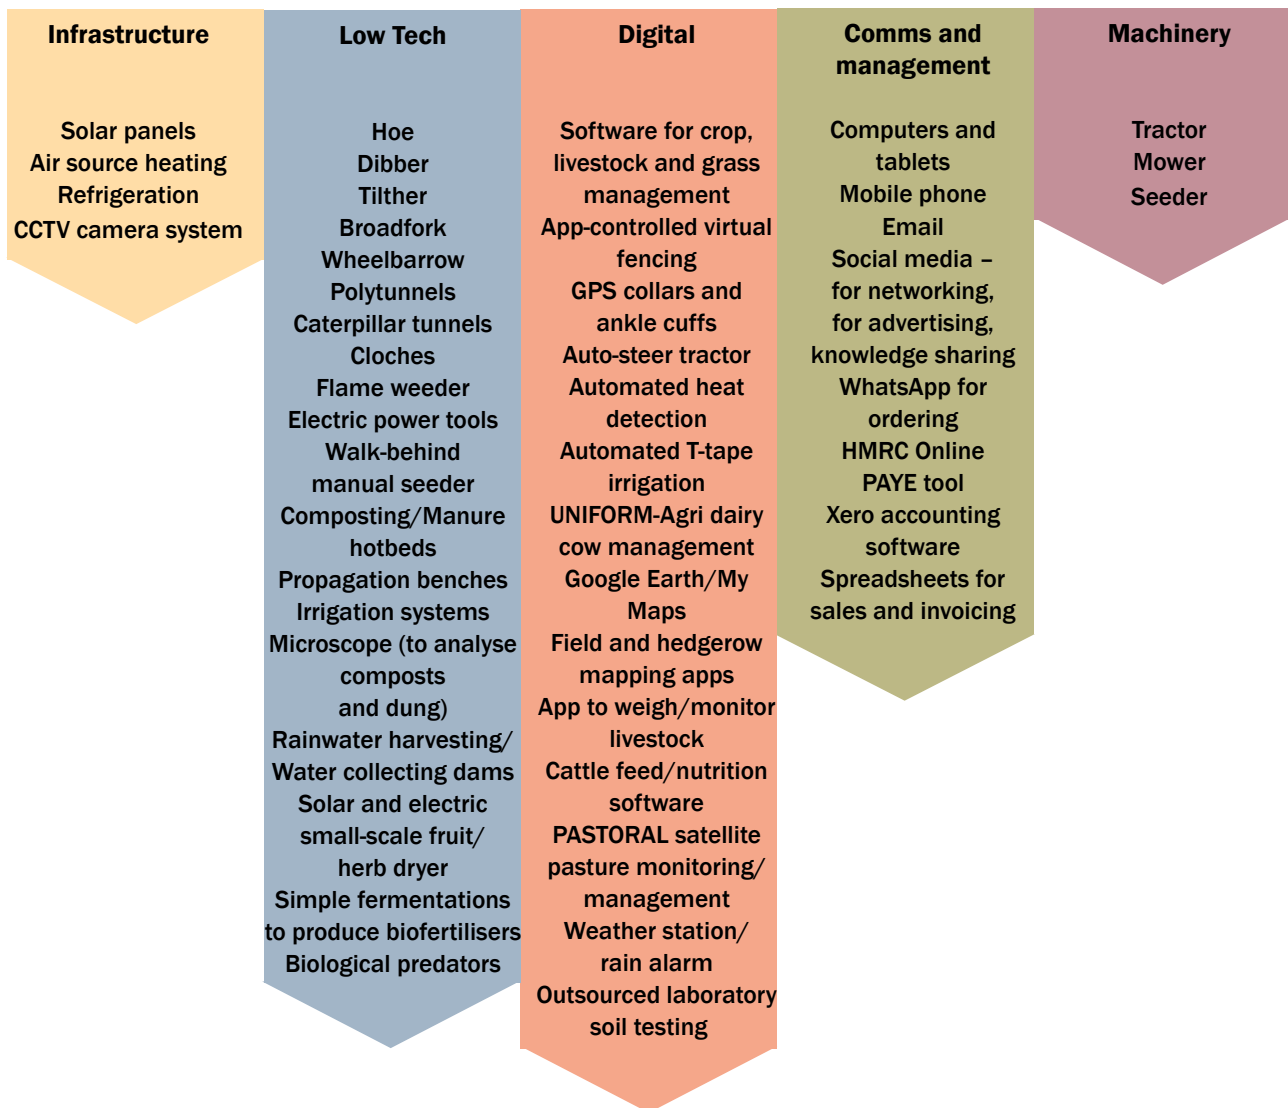 Infrastructure
Solar panels
Air source heating
Refrigeration
CCTV camera system
Low Tech
Hoe
Dibber
Tilther
Broadfork
Wheelbarrow
Polytunnels
Caterpillar tunnels
Cloches
Flame weeder
Electric power tools
Walk-behind
manual seeder
Composting/Manure
hotbeds
Propagation benches
Irrigation systems
Microscope (to analyse
composts
and dung)
Rainwater harvesting/
Water collecting dams
Solar and electric
small-scale fruit/
herb dryer
Simple fermentations
to produce biofertilisers
Biological predators
Digital
Software for crop,
livestock and grass
management
App-controlled virtual
fencing
GPS collars and
ankle cuffs
Auto-steer tractor
Automated heat
detection
Automated T-tape
irrigation
UNIFORM-Agri dairy
cow management
Google Earth/My
Maps
Field and hedgerow
mapping apps
App to weigh/monitor
livestock
Cattle feed/nutrition
software
PASTORAL satellite
pasture monitoring/
management
Weather station/
rain alarm
Outsourced laboratory
soil testing
Comms and
management
Computers and
tablets
Mobile phone
Email
Social media –
for networking,
for advertising,
knowledge sharing
WhatsApp for
ordering
HMRC Online
PAYE tool
Xero accounting
software
Spreadsheets for
sales and invoicing
Machinery
Tractor
Mower
Seeder